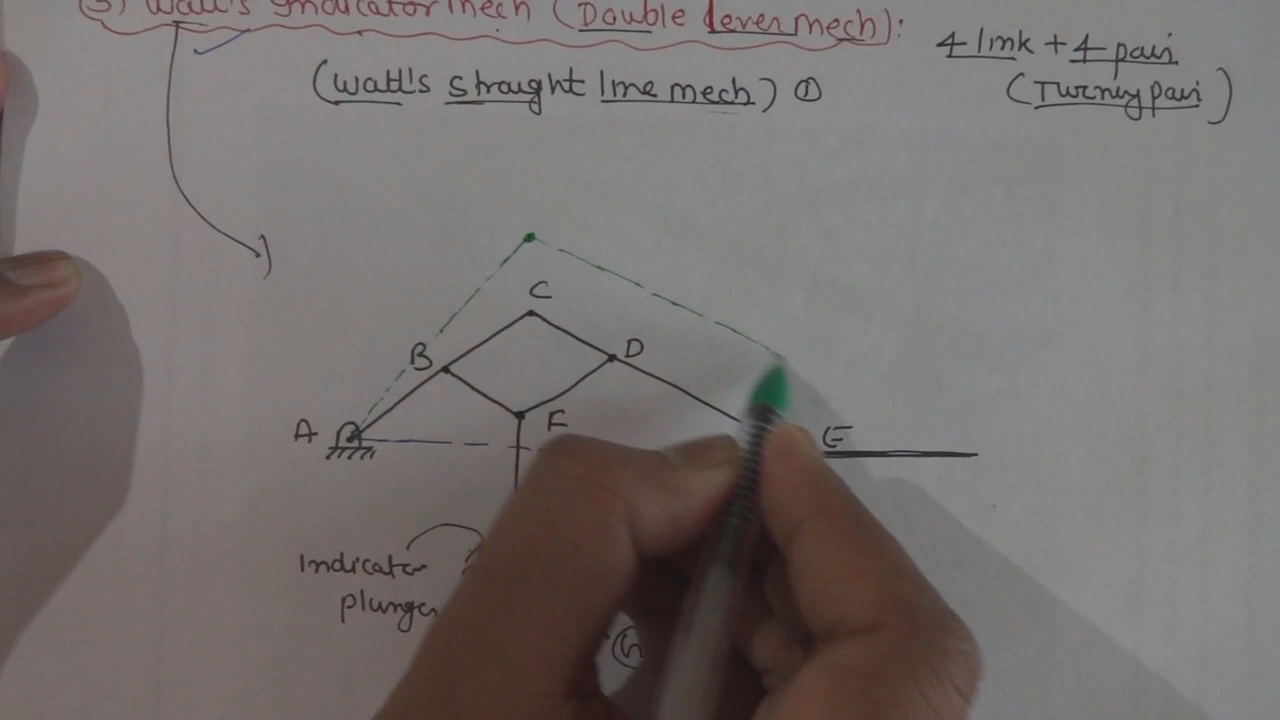 (3) Watt's Indicator mech (Double lever mech):
4 link + 4 pair
(Watt's straight line mech) ①
(Turning pair)
C
B
D
A
F
E
Indicator
plunger
G